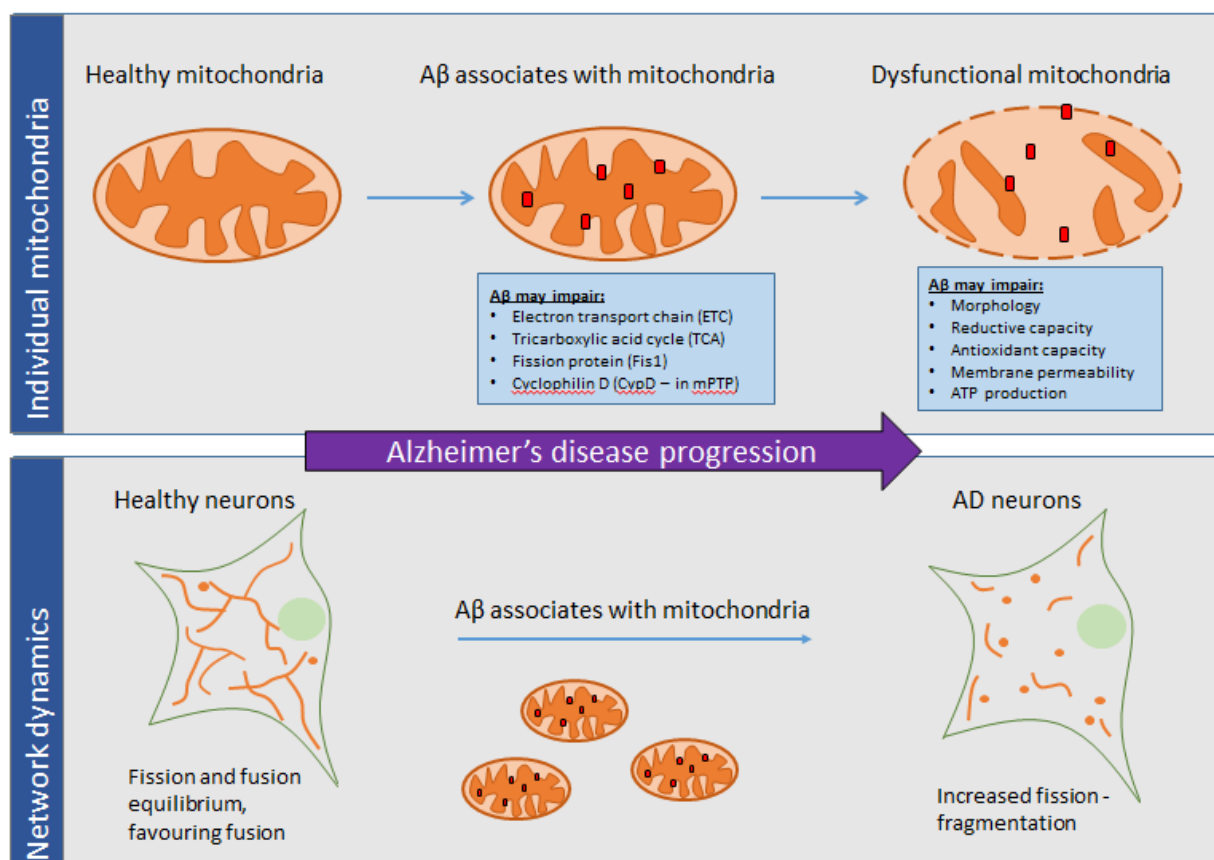 Individual mitochondria
Healthy mitochondria
Aβ associates with mitochondria
Dysfunctional mitochondria
Aβ may impair:
• Electron transport chain (ETC)
• Tricarboxylic acid cycle (TCA)
• Fission protein (Fis1)
• Cyclophilin D (CypD – in mPTP)
Aβ may impair:
• Morphology
• Reductive capacity
• Antioxidant capacity
• Membrane permeability
• ATP production
Alzheimer's disease progression
Network dynamics
Healthy neurons
Aβ associates with mitochondria
AD neurons
Fission and fusion
equilibrium,
favouring fusion
Increased fission -
fragmentation